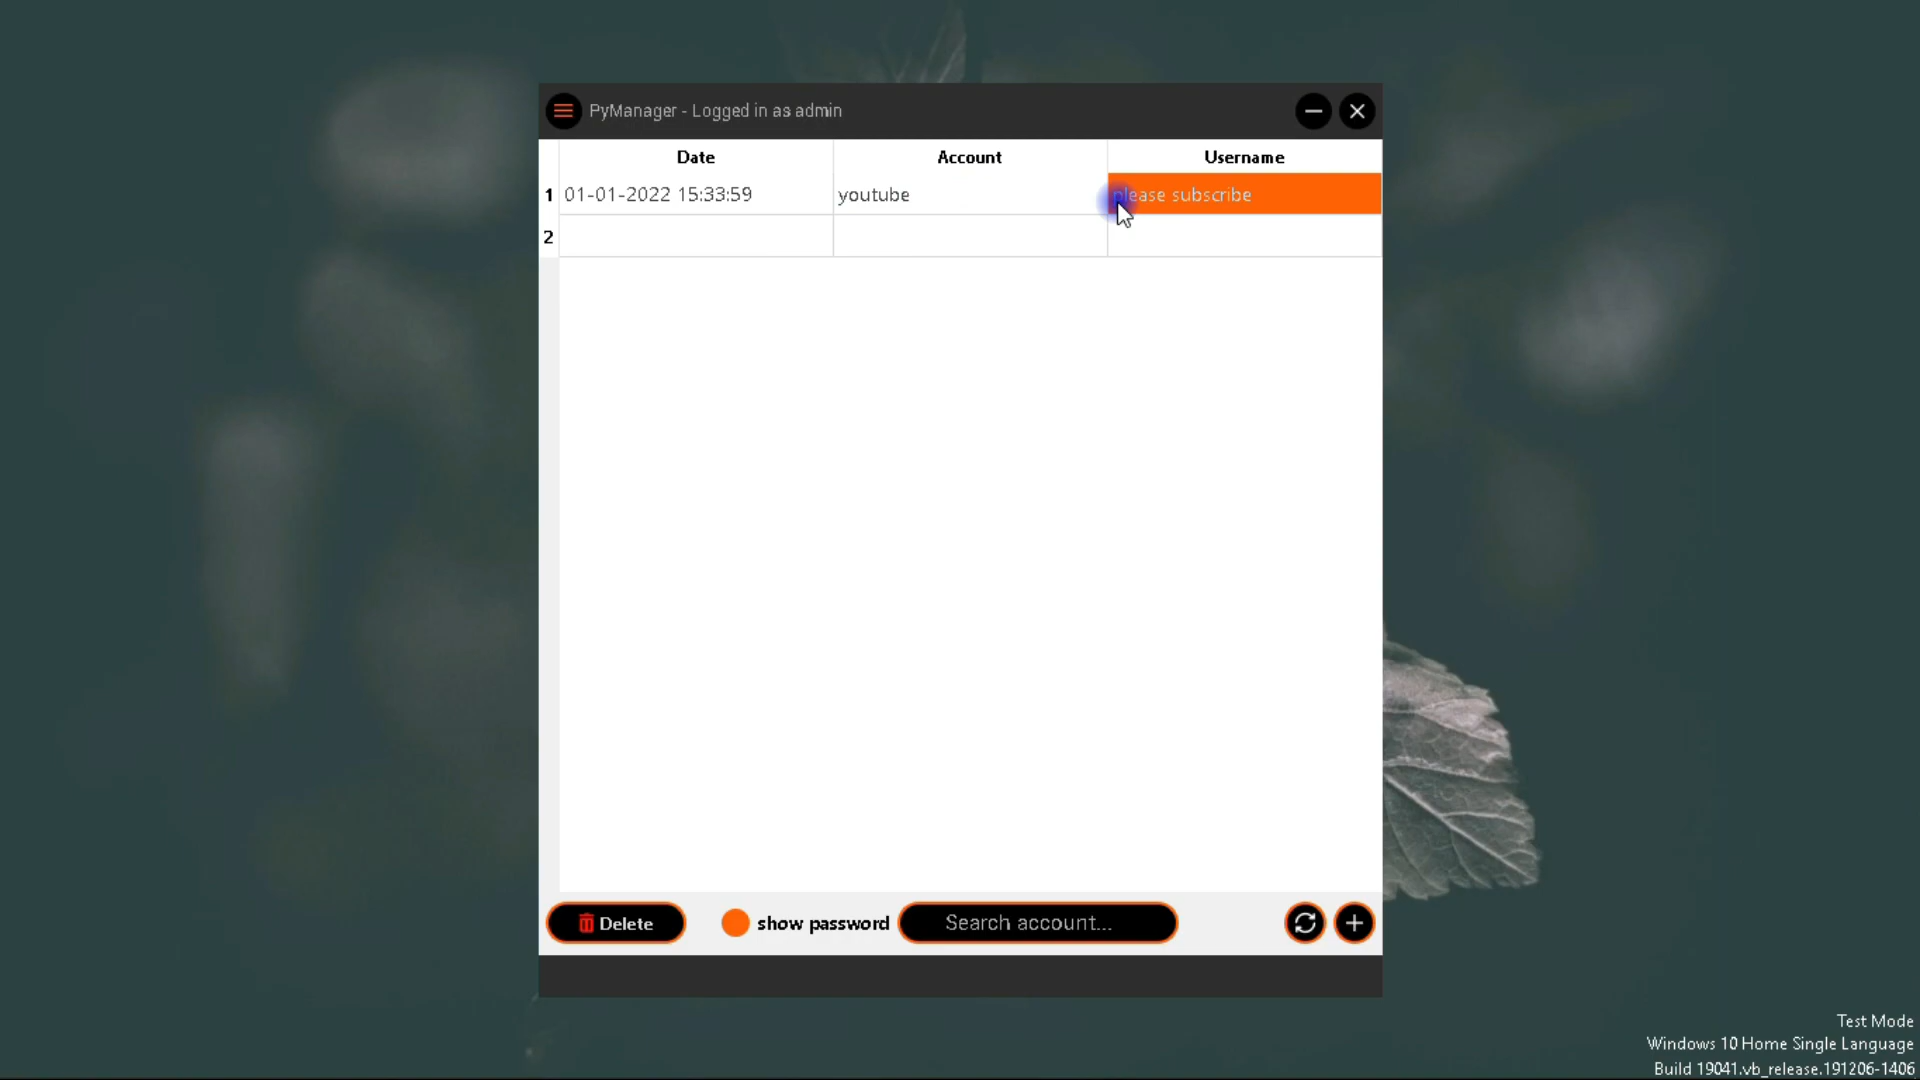 PyManager - Logged in as admin
Date Account Username
1 01-01-2022 15:33:59 youtube please subscribe
2
Delete show password Search account...
Test Mode
Windows 10 Home Single Language
Build 19041.vb_release.191206-1406